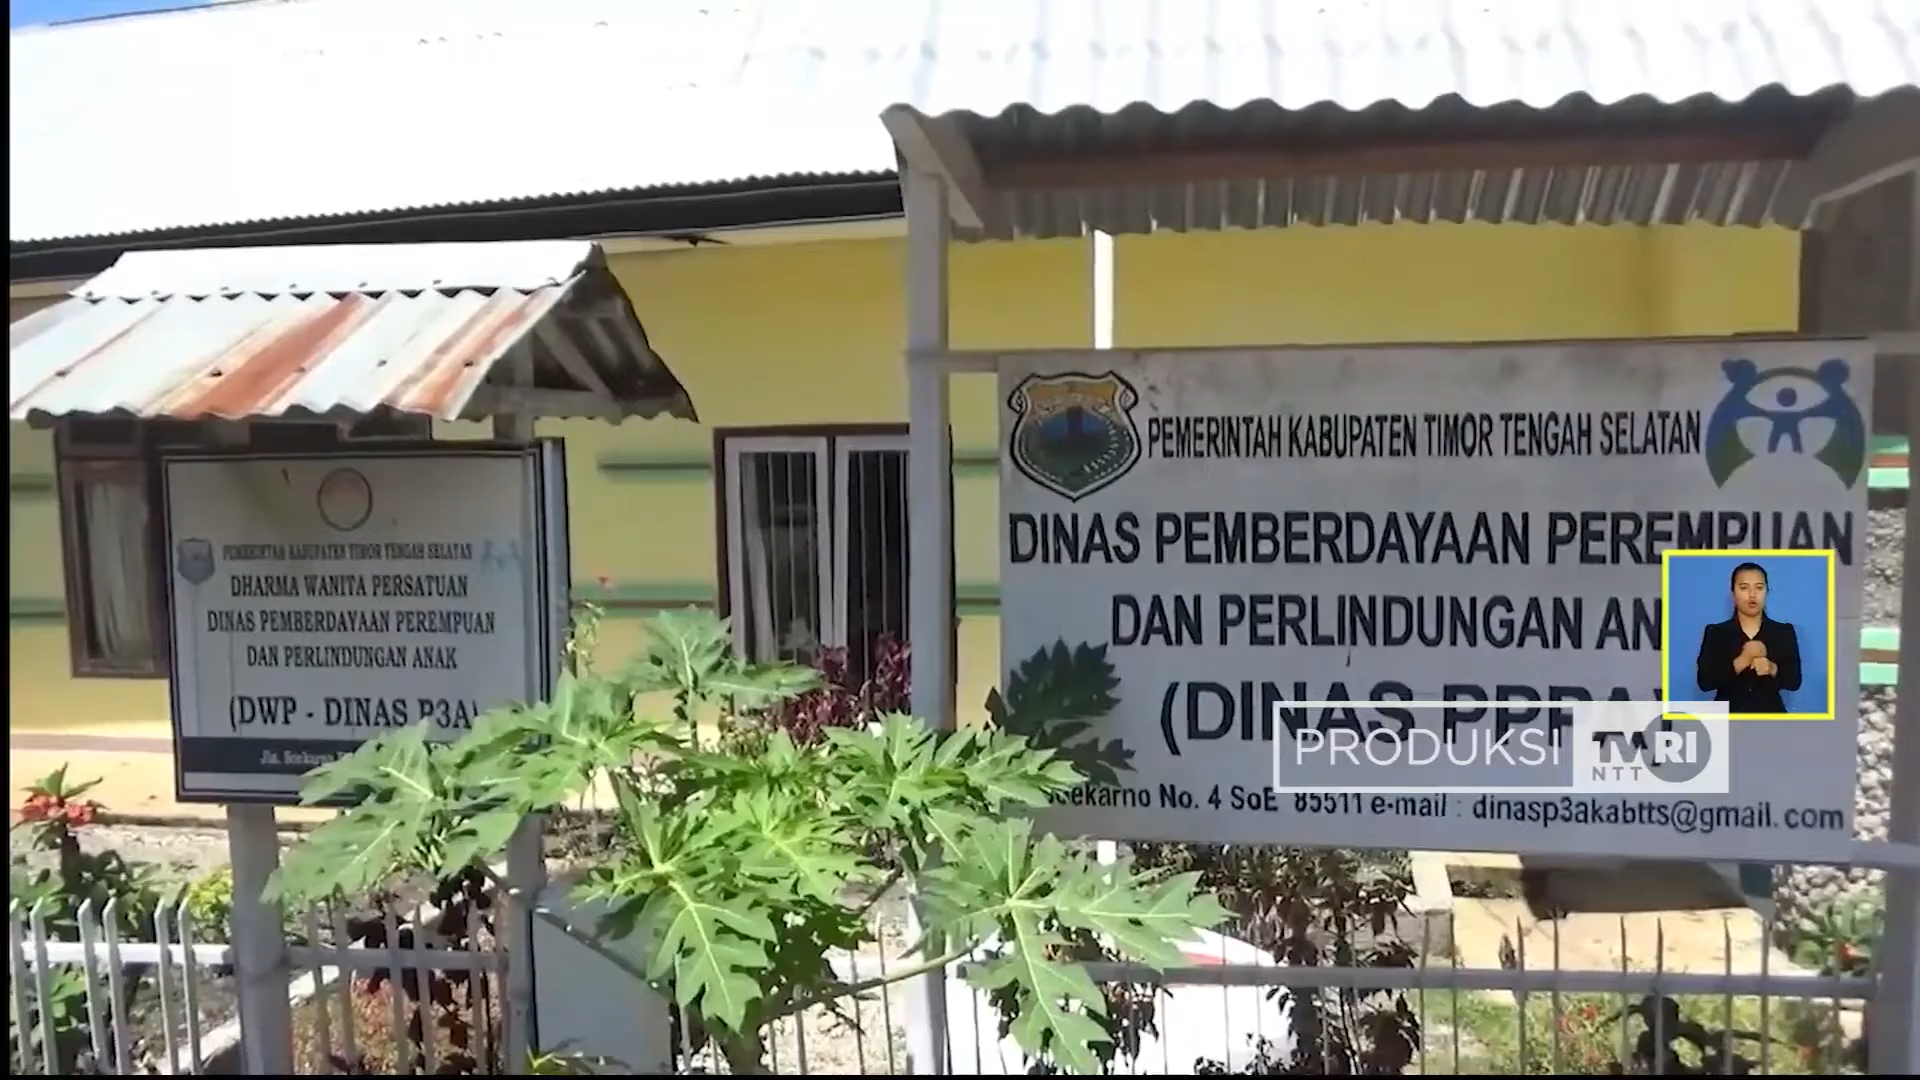 PEMERINTAH KABUPATEN TIMOR TENGAH SELATAN
DHARMA WANITA PERSATUAN
DINAS PEMBERDAYAAN PEREMPUAN
DAN PERLINDUNGAN ANAK
(DWP - DINAS P3A)
Jln. Soekarno
PEMERINTAH KABUPATEN TIMOR TENGAH SELATAN
DINAS PEMBERDAYAAN PEREMPUAN
DAN PERLINDUNGAN AN
(DINAS PPPA)
Soekarno No. 4 SoE 85511 e-mail : dinasp3akabtts@gmail.com
PRODUKSI TVRI
NTT